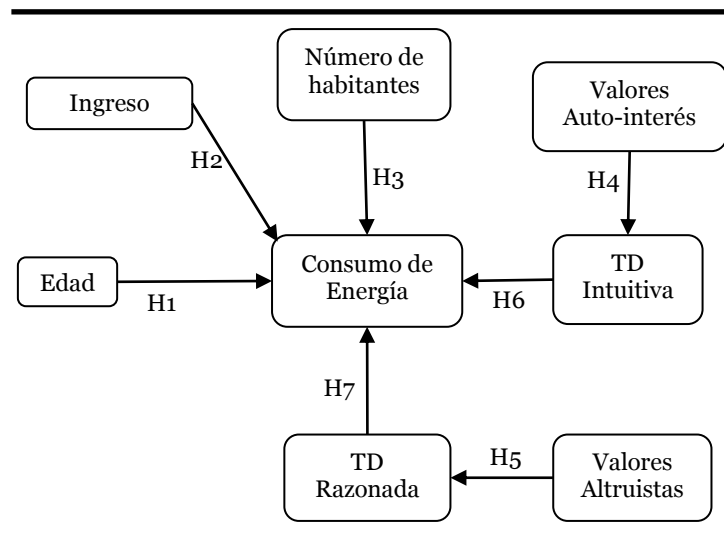 Número de
habitantes
Ingreso
Valores
Auto-interés
H2
H3
H4
Edad
H1
Consumo de
Energía
H6
TD
Intuitiva
H7
TD
Razonada
H5
Valores
Altruistas